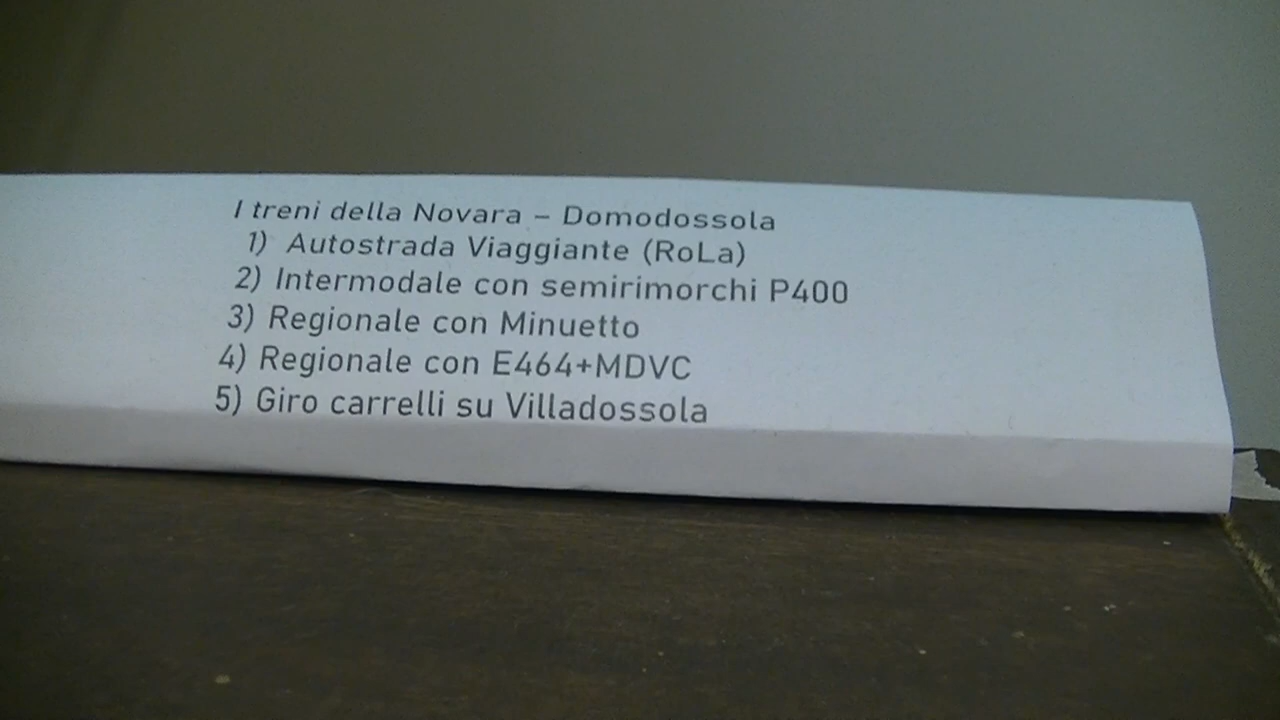 I treni della Novara – Domodossola
1) Autostrada Viaggiante (RoLa)
2) Intermodale con semirimorchi P400
3) Regionale con Minuetto
4) Regionale con E464+MDVC
5) Giro carrelli su Villadossola